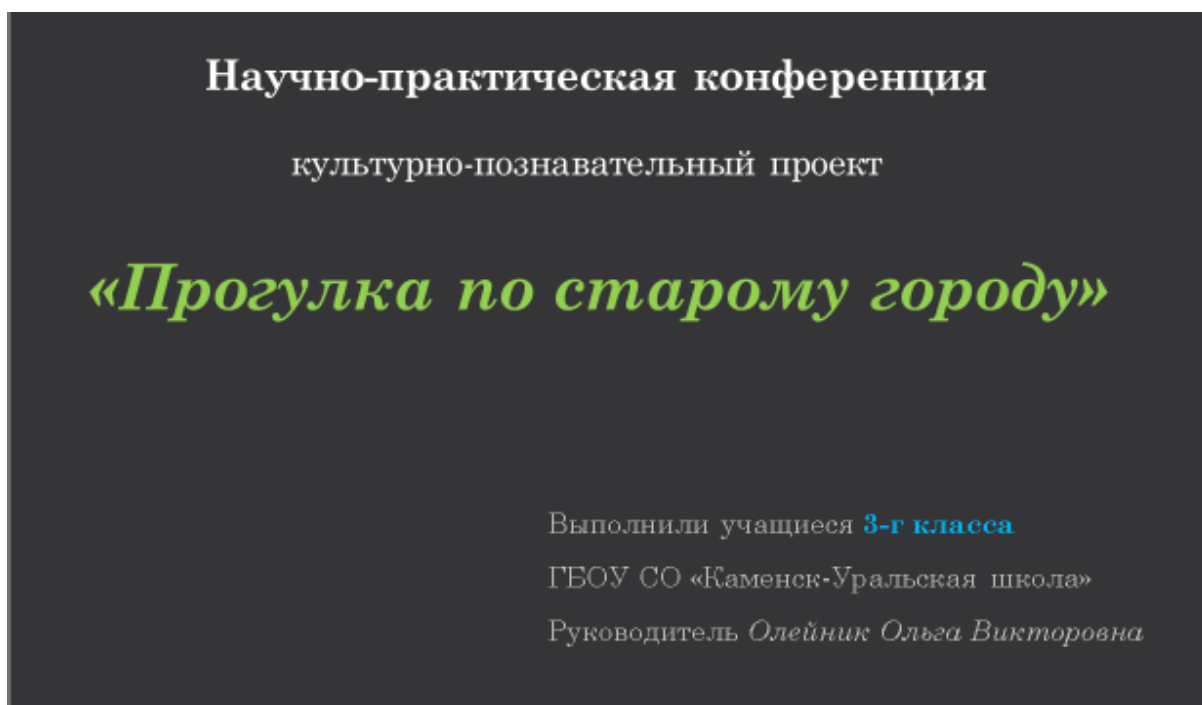 Научно-практическая конференция
культурно-познавательный проект
«Прогулка по старому городу»
Выполнили учащиеся 3-г класса
ГБОУ СО «Каменск-Уральская школа»
Руководитель Олейник Ольга Викторовна